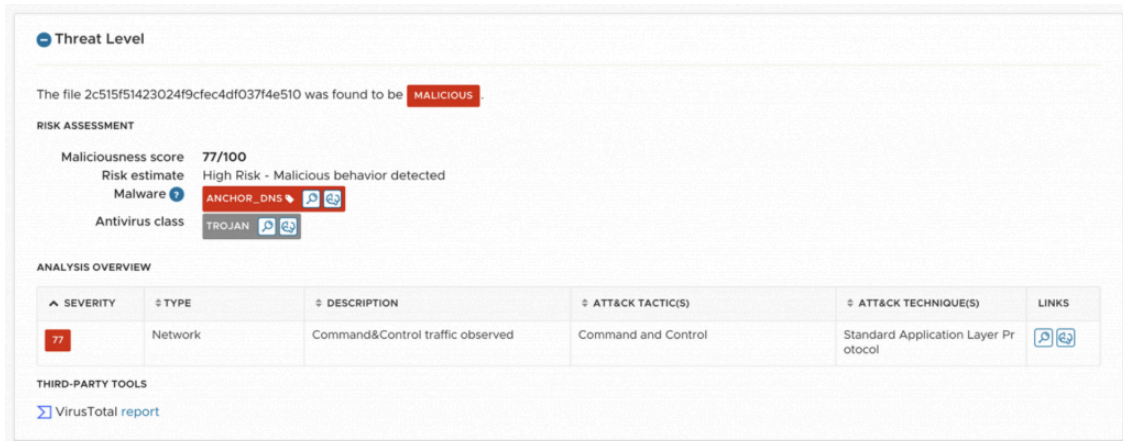 Threat Level
The file 2c515f51423024f9cfec4df037f4e510 was found to be MALICIOUS.
RISK ASSESSMENT
Maliciousness score 77/100
Risk estimate High Risk - Malicious behavior detected
Malware ? ANCHOR_DNS
Antivirus class TROJAN
ANALYSIS OVERVIEW
SEVERITY TYPE DESCRIPTION ATT&CK TACTIC(S) ATT&CK TECHNIQUE(S) LINKS
77 Network Command&Control traffic observed Command and Control Standard Application Layer Pr
otocol
THIRD-PARTY TOOLS
VirusTotal report